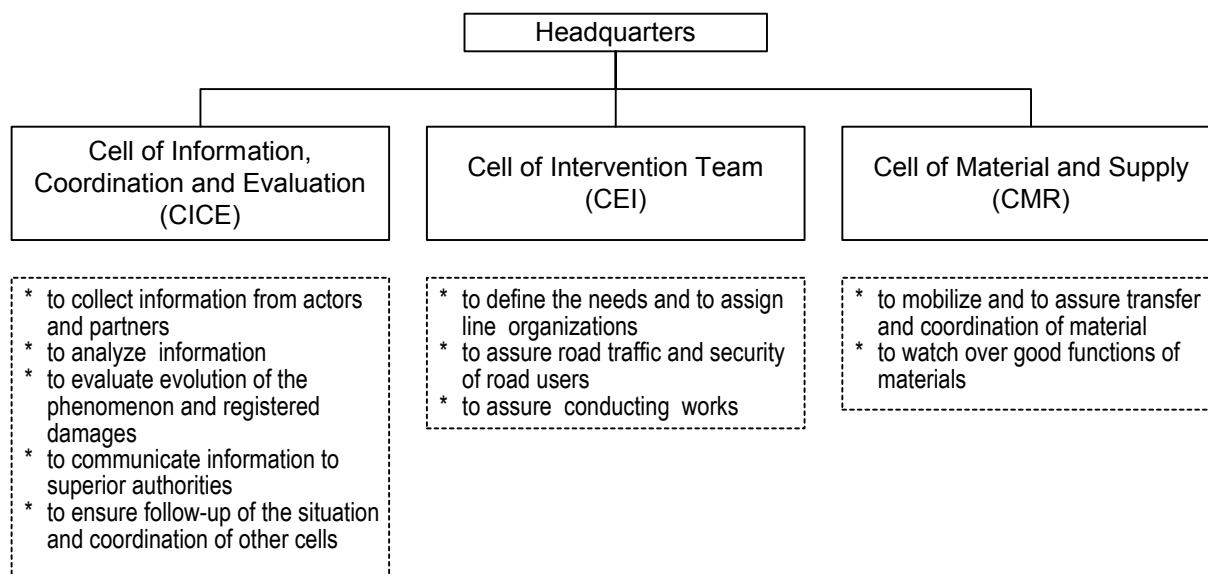 Headquarters
Cell of Information,
Coordination and Evaluation
(CICE)
Cell of Intervention Team
(CEI)
Cell of Material and Supply
(CMR)
* to collect information from actors
and partners
* to analyze information
* to evaluate evolution of the
phenomenon and registered
damages
* to communicate information to
superior authorities
* to ensure follow-up of the situation
and coordination of other cells
* to define the needs and to assign
line organizations
* to assure road traffic and security
of road users
* to assure conducting works
* to mobilize and to assure transfer
and coordination of material
* to watch over good functions of
materials